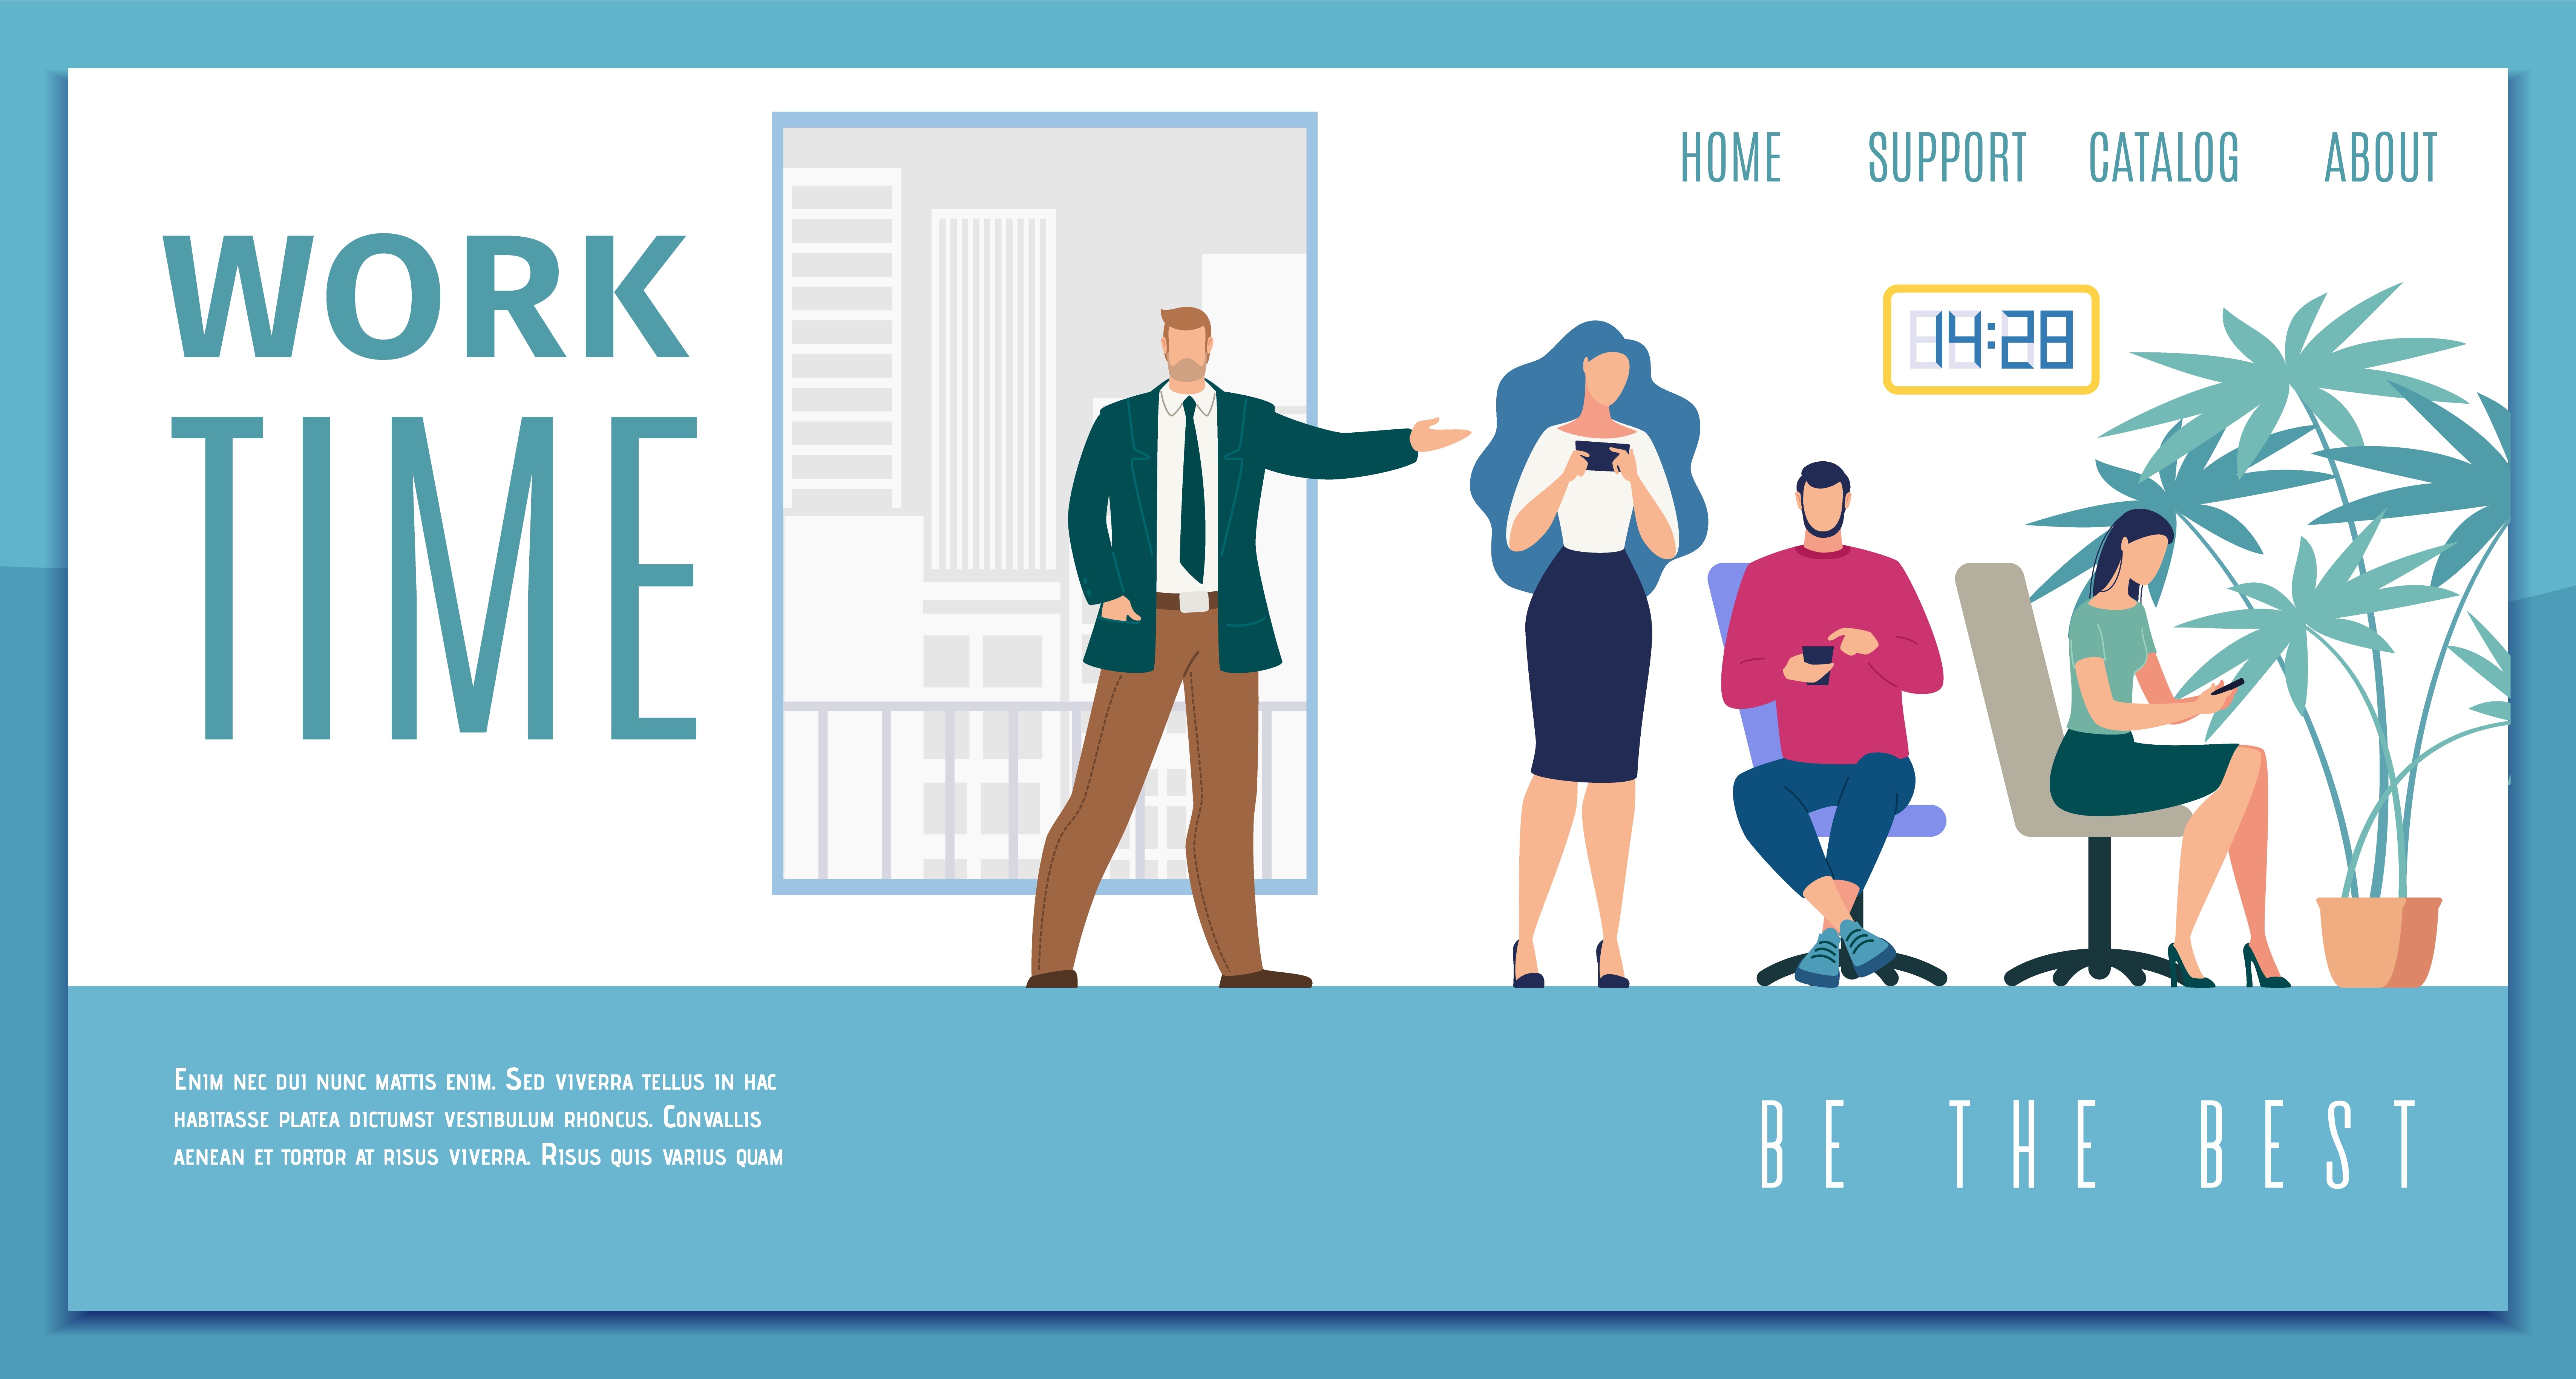 HOME SUPPORT CATALOG ABOUT
WORK
TIME
14:28
Enim nec dui nunc mattis enim. Sed viverra tellus in hac
habitasse platea dictumst vestibulum rhoncus. Convallis
aenean et tortor at risus viverra. Risus quis varius quam
BE THE BEST